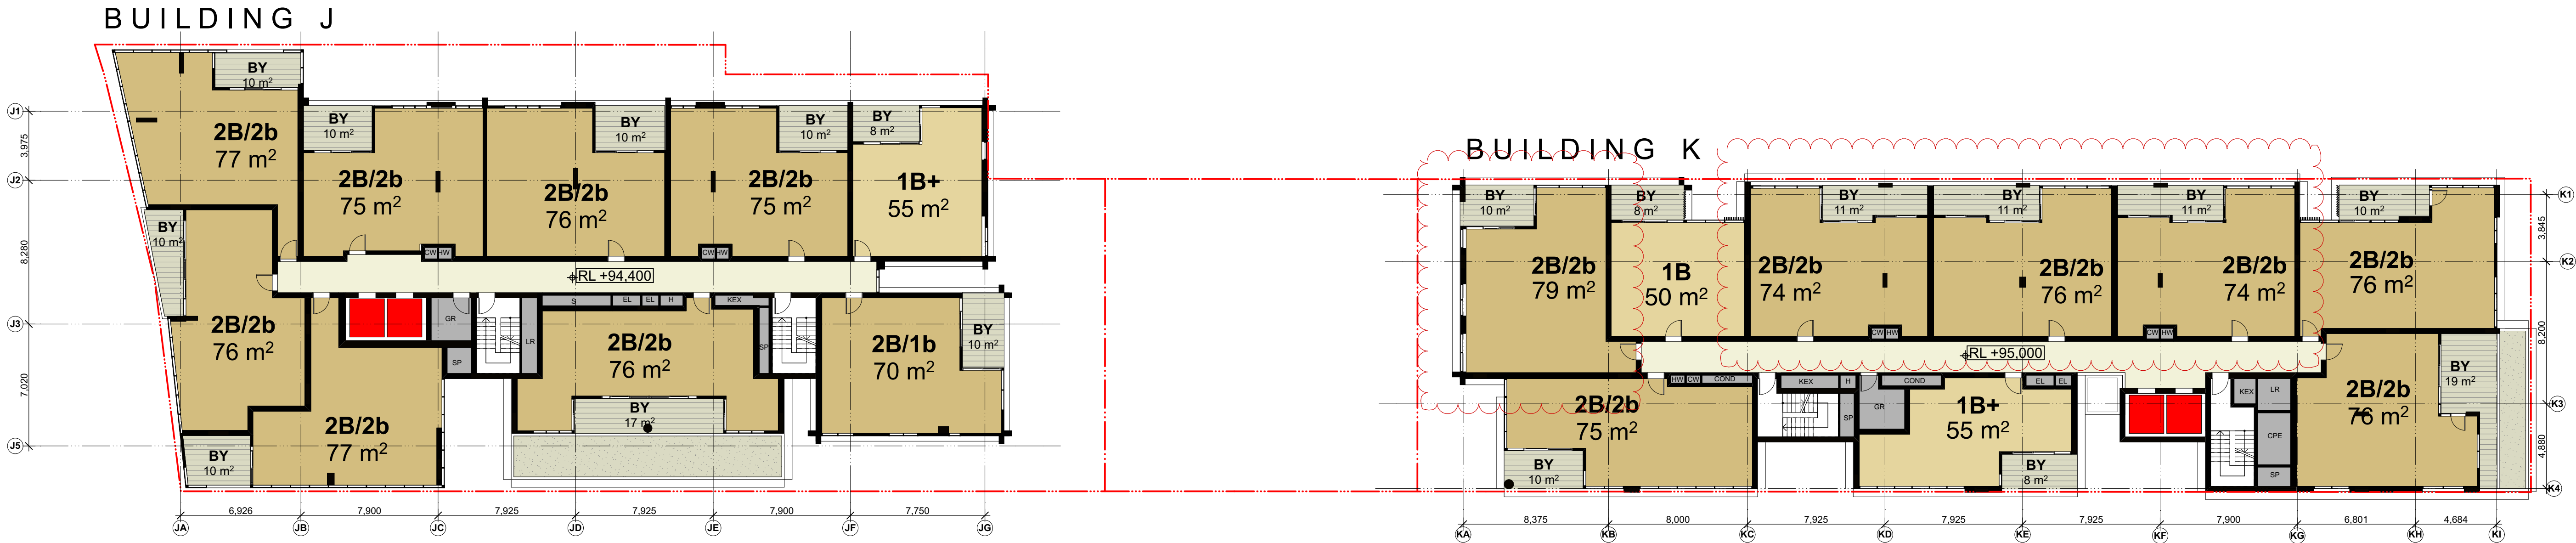 BUILDING J
BUILDING K
BY
10 m²
2B/2b
77 m²
BY
10 m²
2B/2b
75 m²
BY
10 m²
2B/2b
76 m²
BY
10 m²
2B/2b
75 m²
BY
8 m²
1B+
55 m²
J1
3,975
J2
8,280
J3
7,020
J5
BY
10 m²
2B/2b
76 m²
CW HW
CW HW
RL +94,400
GR
SP
LR
S
EL
EL
H
KEX
SP
2B/2b
76 m²
BY
17 m²
2B/1b
70 m²
BY
10 m²
2B/2b
77 m²
BY
10 m²
6,926
7,900
7,925
7,925
7,900
7,750
JA
JB
JC
JD
JE
JF
JG
BY
10 m²
2B/2b
79 m²
BY
8 m²
1B
50 m²
BY
11 m²
2B/2b
74 m²
BY
11 m²
2B/2b
76 m²
BY
11 m²
2B/2b
74 m²
BY
10 m²
2B/2b
76 m²
K1
3,845
K2
8,200
K3
4,880
K4
CW HW
CW HW
RL +95,000
HW CW COND
KEX
H
SP
GR
COND
EL
EL
KEX
LR
CPE
SP
2B/2b
75 m²
BY
10 m²
1B+
55 m²
BY
8 m²
2B/2b
76 m²
BY
19 m²
8,375
8,000
7,925
7,925
7,925
7,900
6,801
4,684
KA
KB
KC
KD
KE
KF
KG
KH
KI